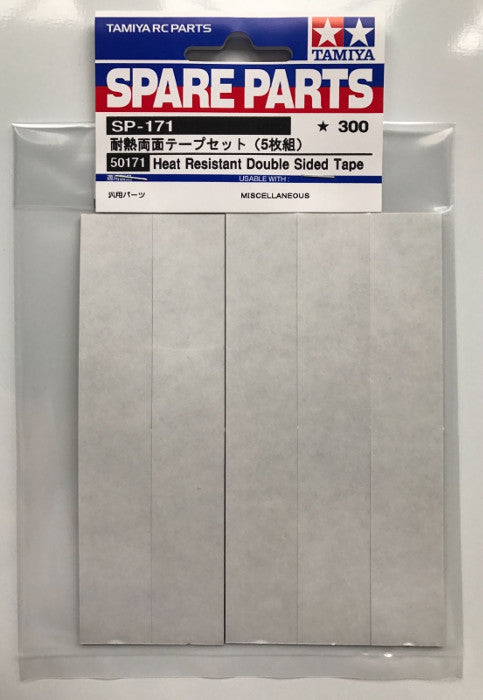 TAMIYA RC PARTS
TAMIYA
SPARE PARTS
SP-171
★ 300
耐熱両面テープセット（5枚組）
50171 Heat Resistant Double Sided Tape
USABLE WITH :
汎用パーツ
MISCELLANEOUS